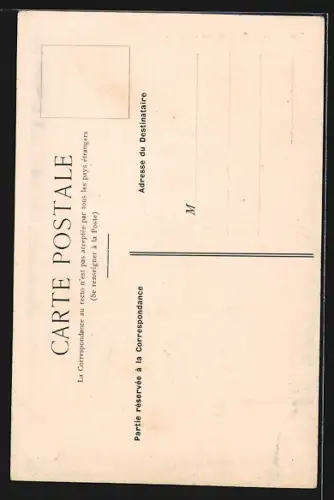 CARTE POSTALE
La Correspondance au recto n'est pas acceptée par tous les pays étrangers
(Se renseigner à la Poste)
Partie réservée à la Correspondance
Adresse du Destinataire
M